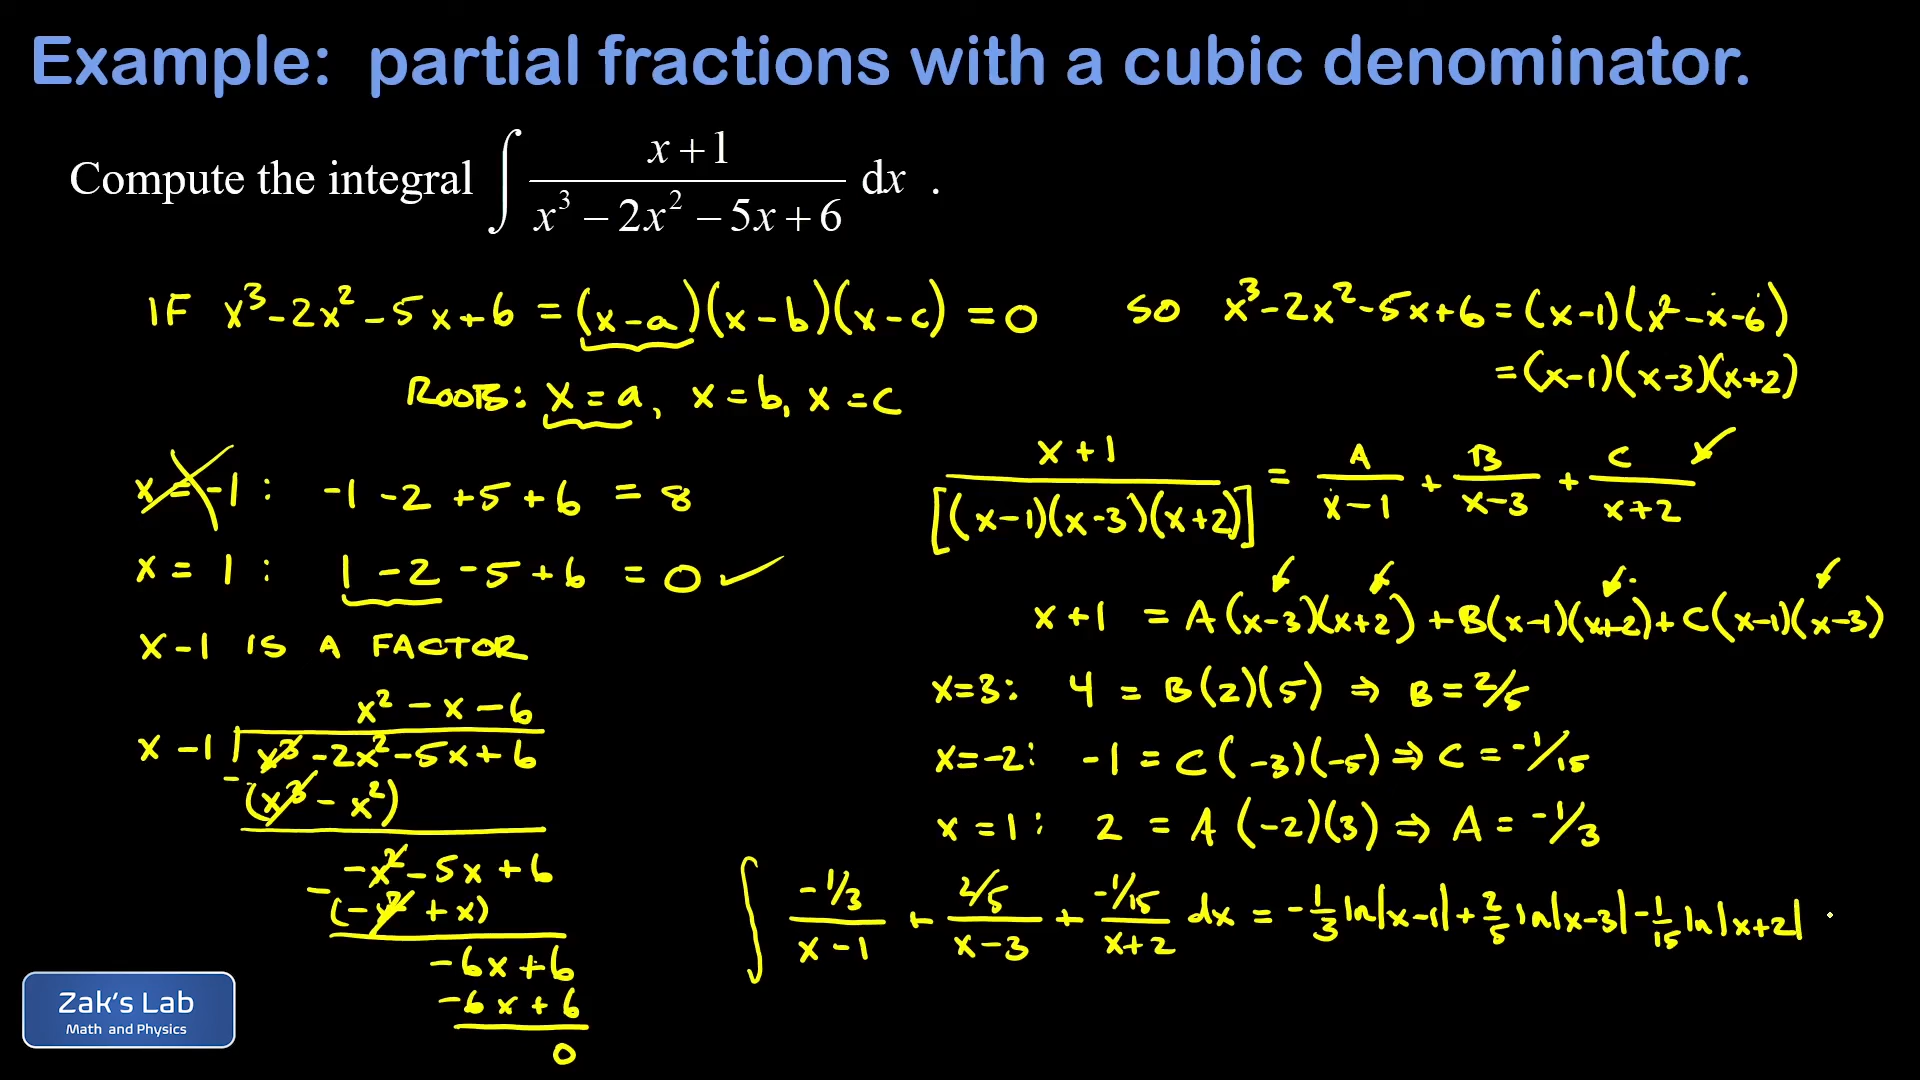 Example: partial fractions with a cubic denominator.
Compute the integral ∫ (x+1)/(x³−2x²−5x+6) dx .
IF x³-2x²-5x+6 = (x-a)(x-b)(x-c) = 0
ROOTS: x=a, x=b, x=c
x=-1: -1-2+5+6 = 8
x=1: 1-2-5+6 = 0 ✓
x-1 IS A FACTOR
x²-x-6
x-1 x³-2x²-5x+6
-(x³-x²)
-x²-5x+6
-(-x²+x)
-6x+6
-6x+6
0
SO x³-2x²-5x+6 = (x-1)(x²-x-6)
=(x-1)(x-3)(x+2)
(x+1)/[(x-1)(x-3)(x+2)] = A/(x-1) + B/(x-3) + C/(x+2)
x+1 = A(x-3)(x+2)+B(x-1)(x+2)+C(x-1)(x-3)
x=3: 4 = B(2)(5) ⇒ B=2/5
x=-2: -1 = C(-3)(-5) ⇒ C = -1/15
x=1: 2 = A(-2)(3) ⇒ A = -1/3
∫ (-1/3)/(x-1) + (2/5)/(x-3) + (-1/15)/(x+2) dx = -1/3 ln|x-1| + 2/5 ln|x-3| - 1/15 ln|x+2|
Zak's Lab
Math and Physics